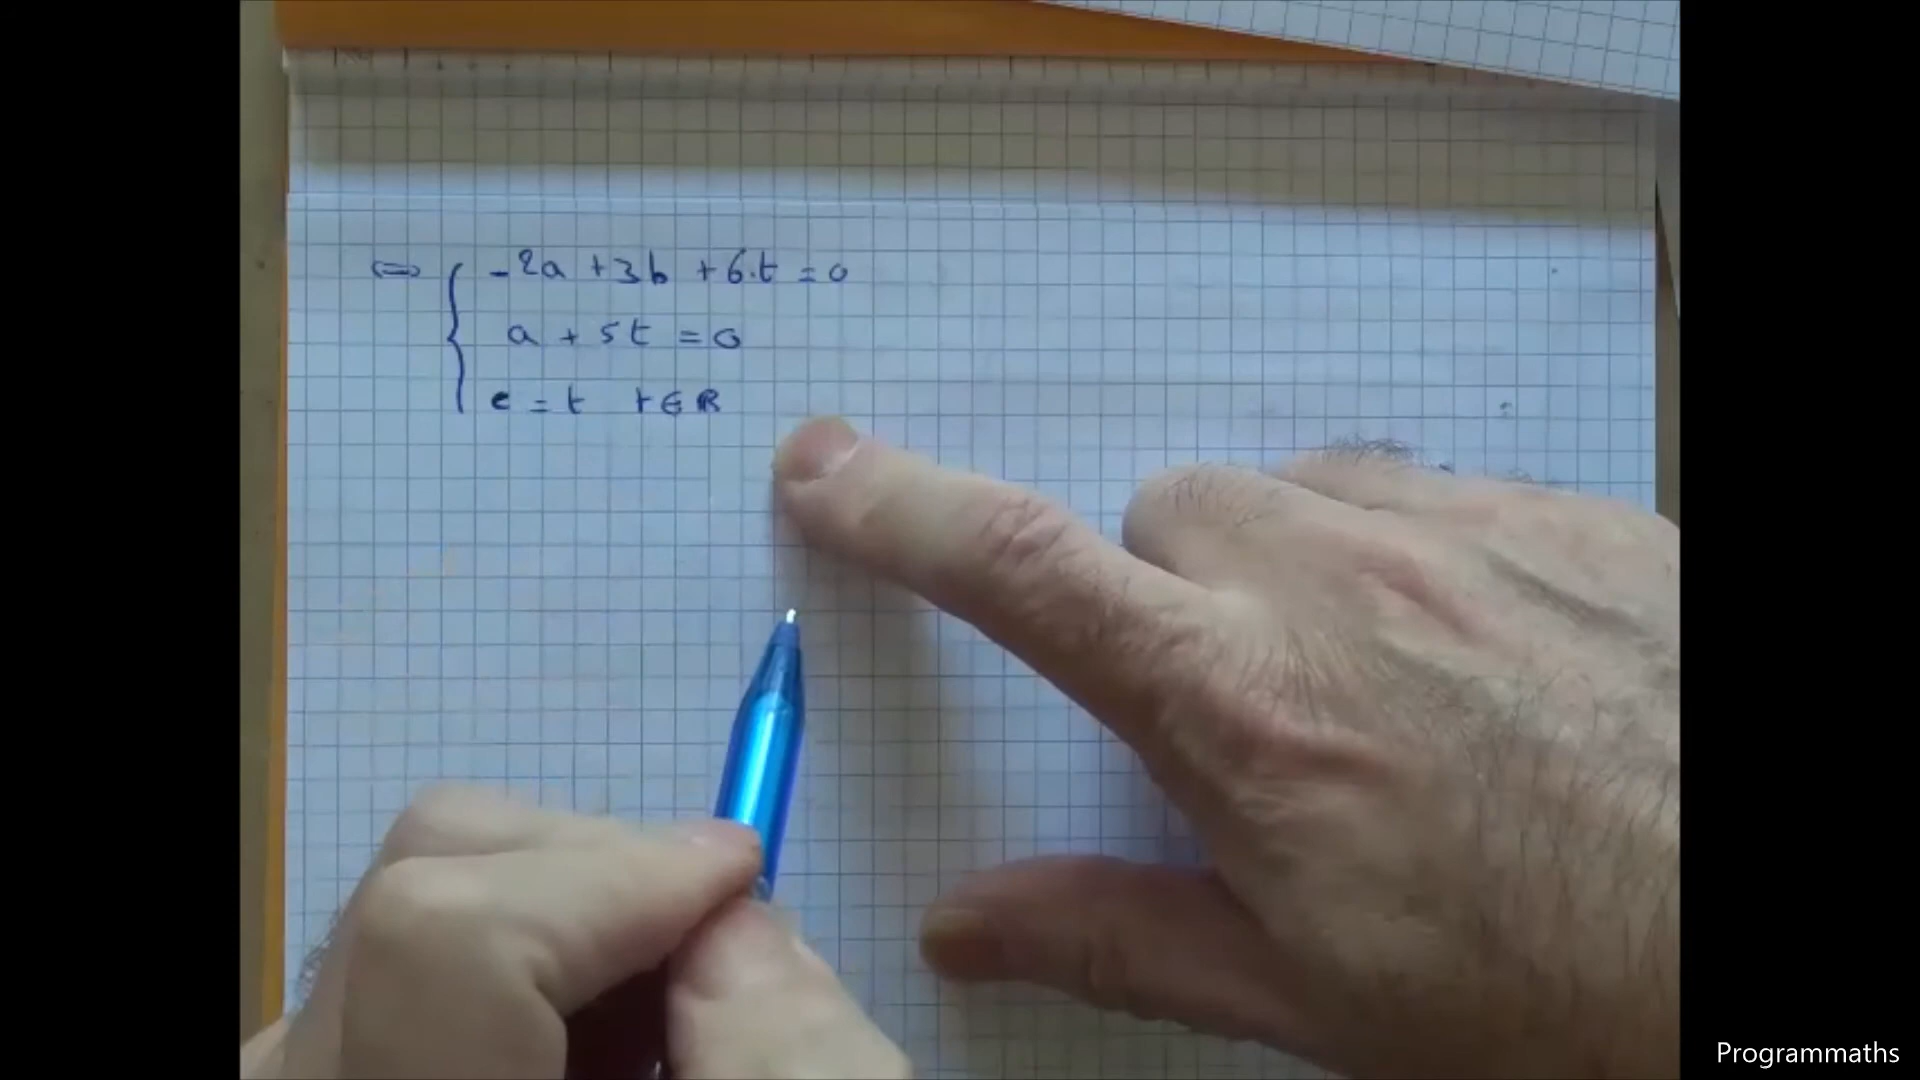 ⟺ { -2a + 3b + 6.t = 0
a + 5t = 0
c = t t ∈ ℝ
Programmaths